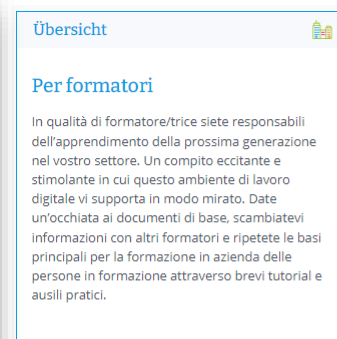 Übersicht
Per formatori
In qualità di formatore/trice siete responsabili
dell'apprendimento della prossima generazione
nel vostro settore. Un compito eccitante e
stimolante in cui questo ambiente di lavoro
digitale vi supporta in modo mirato. Date
un'occhiata ai documenti di base, scambiatevi
informazioni con altri formatori e ripetete le basi
principali per la formazione in azienda delle
persone in formazione attraverso brevi tutorial e
ausili pratici.